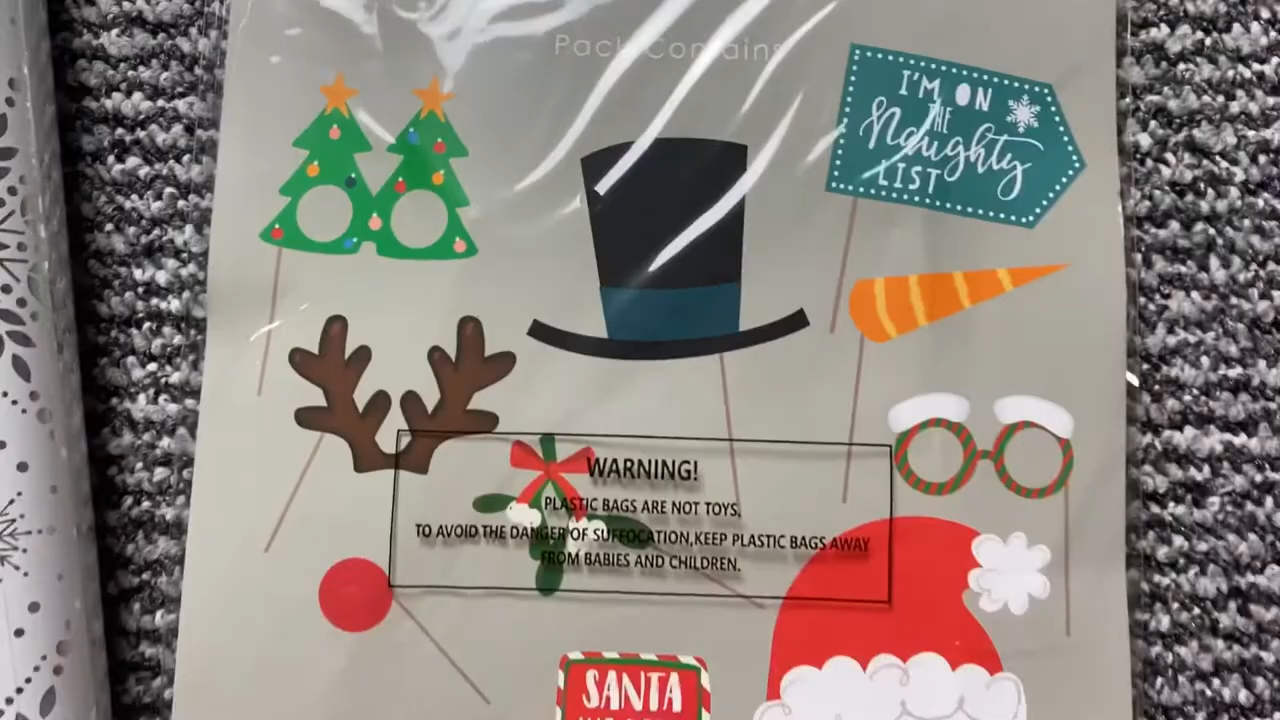 Pack Contains
I'M ON
THE
Naughty
LIST
WARNING!
PLASTIC BAGS ARE NOT TOYS.
TO AVOID THE DANGER OF SUFFOCATION,KEEP PLASTIC BAGS AWAY
FROM BABIES AND CHILDREN.
SANTA